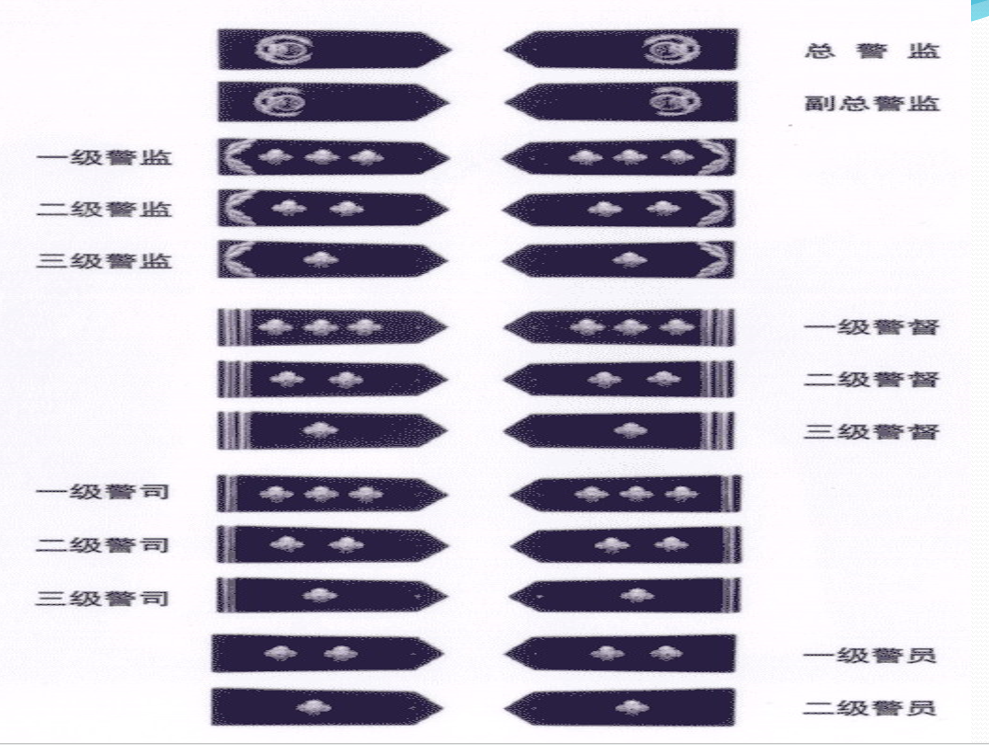 总 警 监
副总警监
一级警监
二级警监
三级警监
一级警督
二级警督
三级警督
一级警司
二级警司
三级警司
一级警员
二级警员